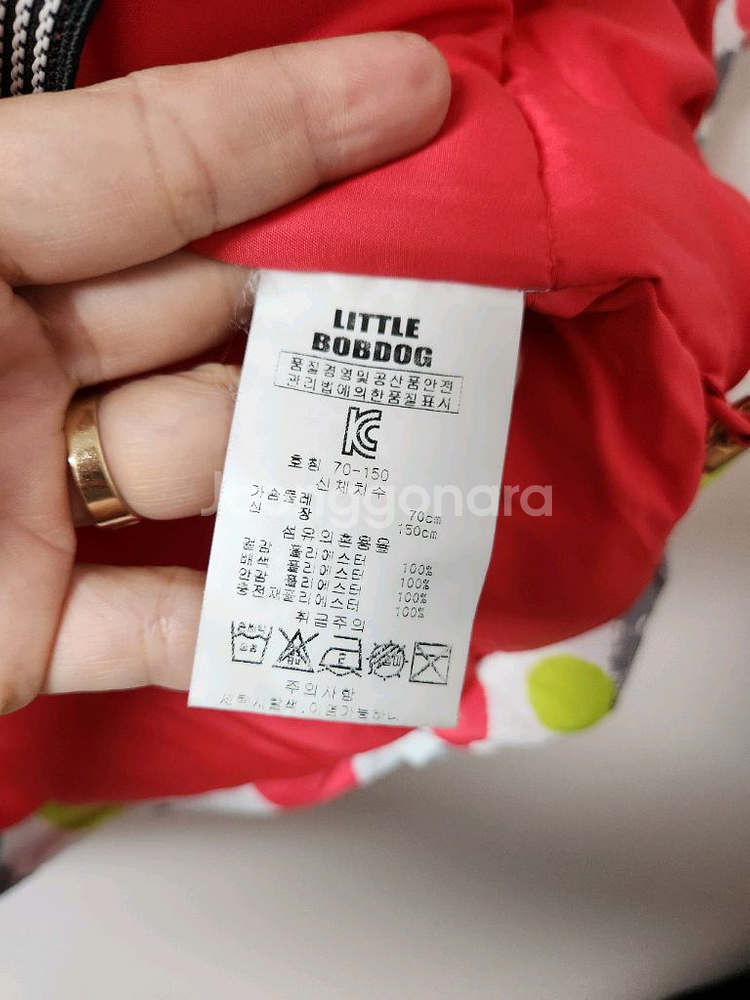 LITTLE
BOBDOG
품질경영및공산품안전
관리법에의한품질표시
호칭 70-150
신체치수
가슴둘레 70cm
신 장 150cm
섬유의혼용율
겉감 폴리에스터 100%
배색 폴리에스터 100%
안감 폴리에스터 100%
충전재폴리에스터 100%
취급주의
주의사항
Joonggonara